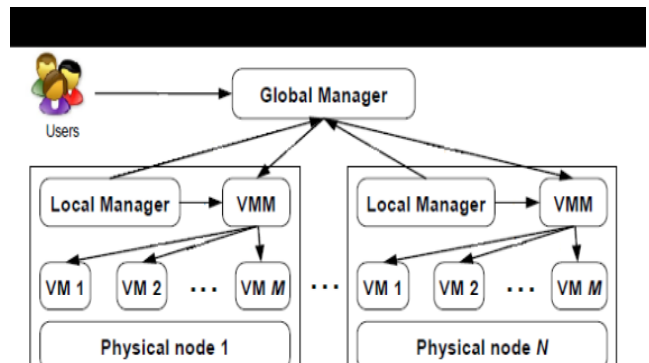 Global Manager
Users
Local Manager VMM Local Manager VMM
VM 1 VM 2 ... VM M ... VM 1 VM 2 ... VM M
Physical node 1 Physical node N